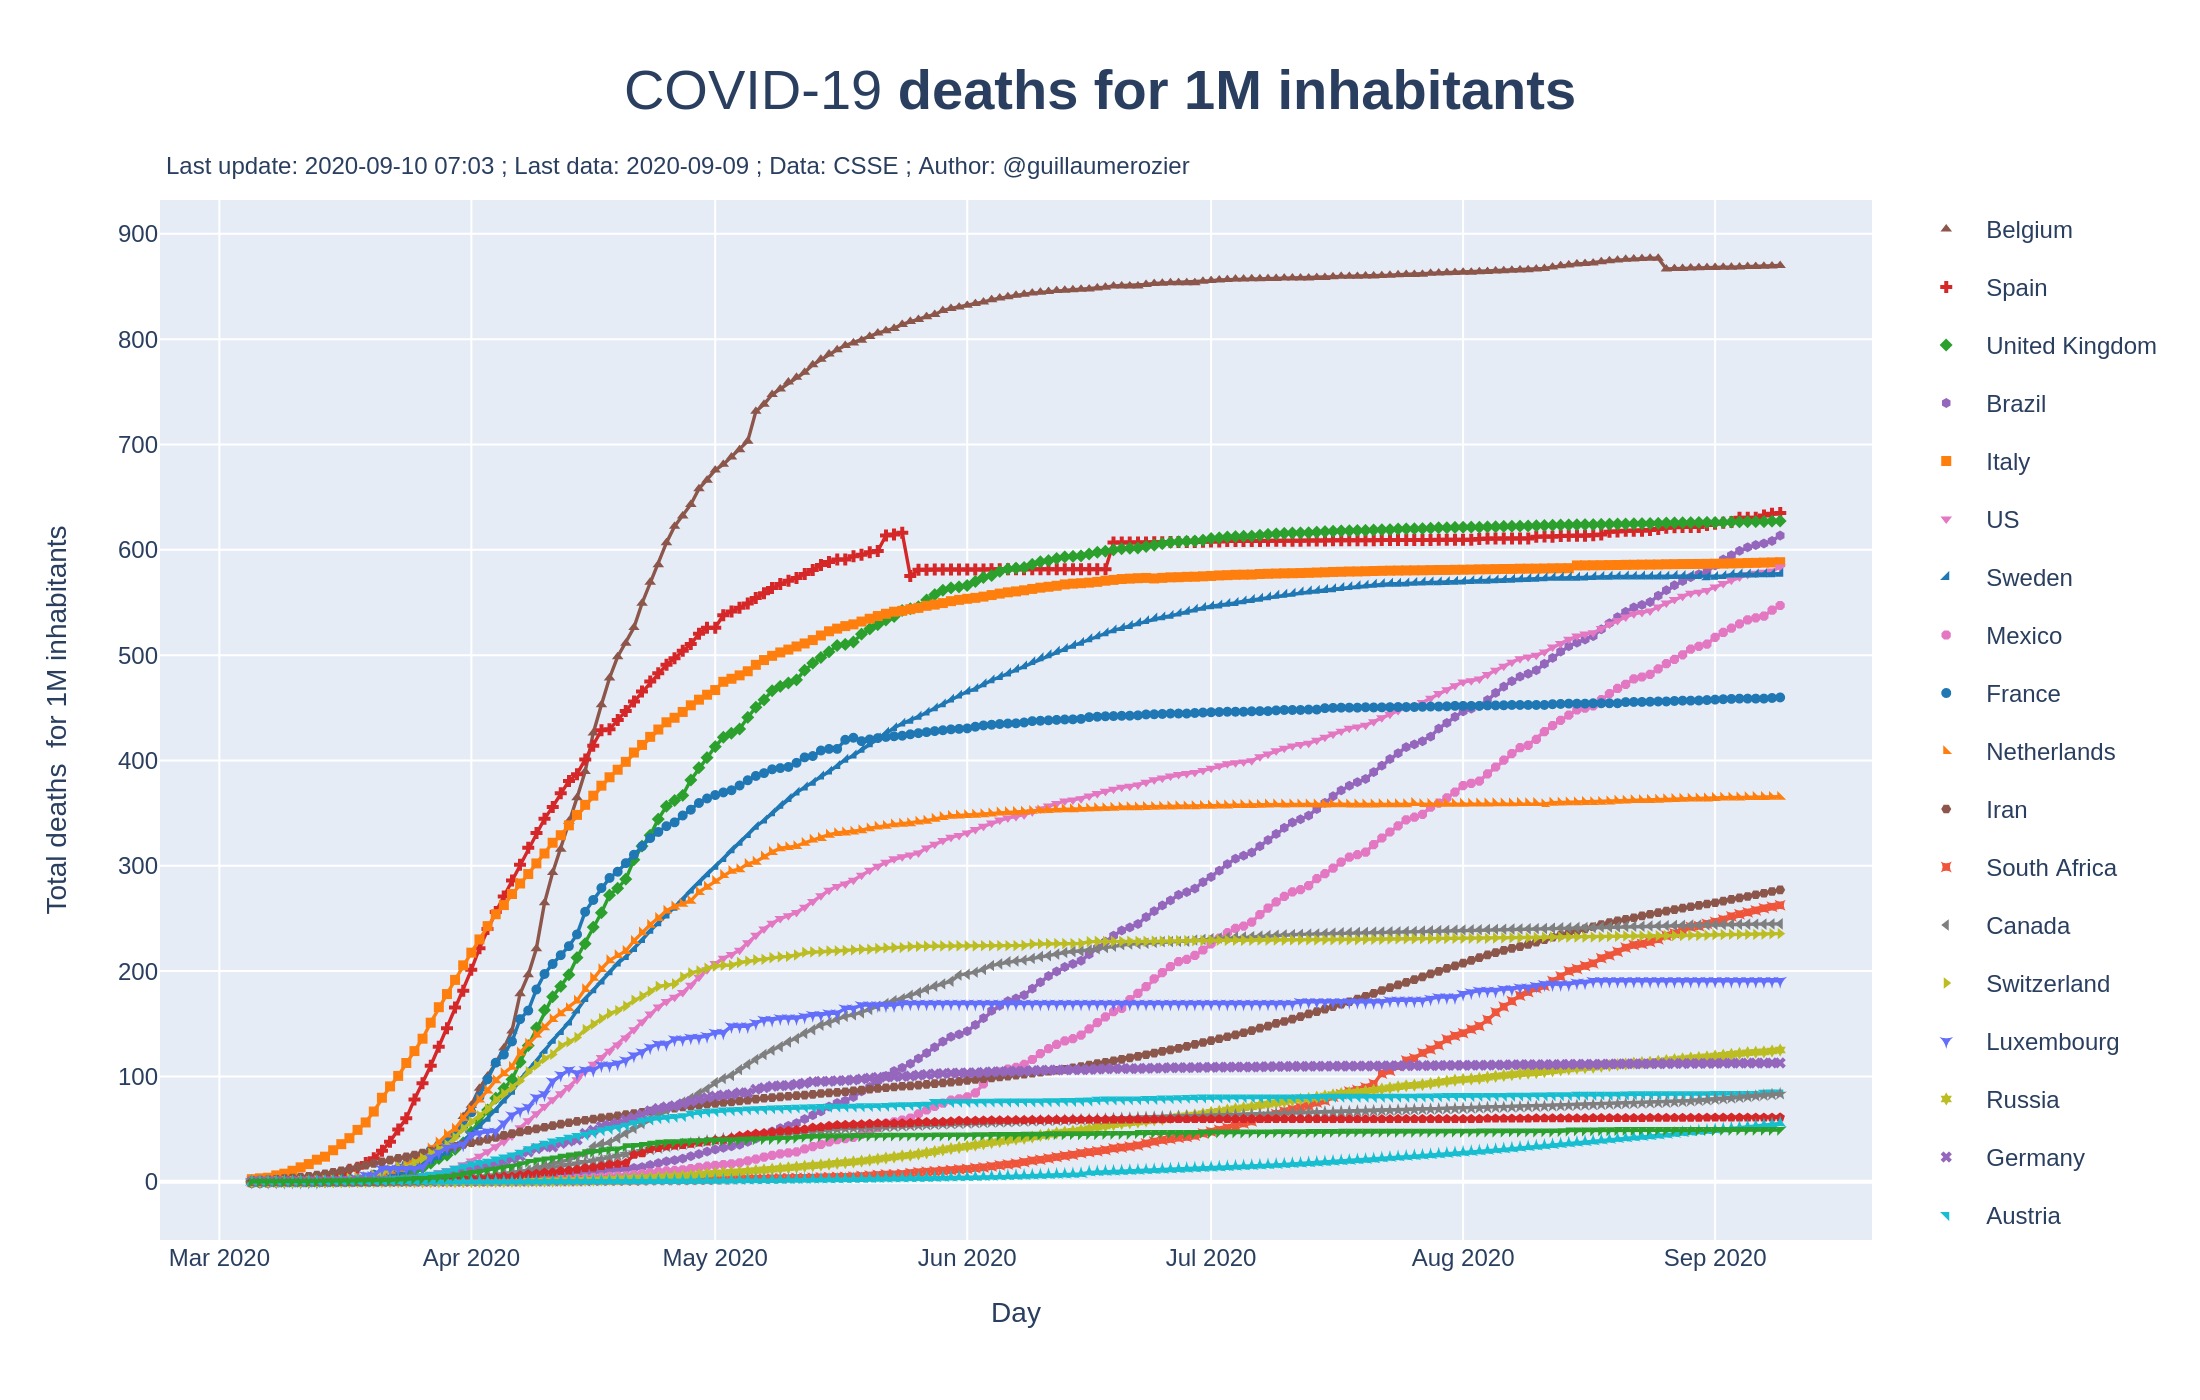 COVID-19 deaths for 1M inhabitants
Last update: 2020-09-10 07:03 ; Last data: 2020-09-09 ; Data: CSSE ; Author: @guillaumerozier
Total deaths  for 1M inhabitants
900
800
700
600
500
400
300
200
100
0
Mar 2020
Apr 2020
May 2020
Jun 2020
Jul 2020
Aug 2020
Sep 2020
Day
Belgium
Spain
United Kingdom
Brazil
Italy
US
Sweden
Mexico
France
Netherlands
Iran
South Africa
Canada
Switzerland
Luxembourg
Russia
Germany
Austria